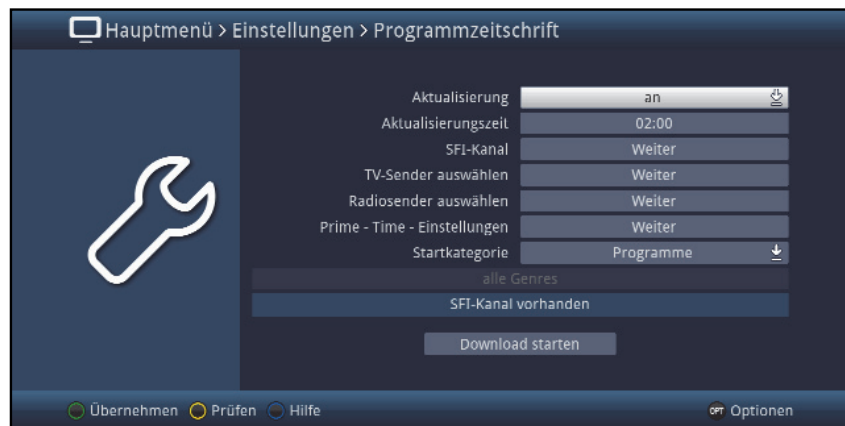 Hauptmenü > Einstellungen > Programmzeitschrift
Aktualisierung an
Aktualisierungszeit 02:00
SFI-Kanal Weiter
TV-Sender auswählen Weiter
Radiosender auswählen Weiter
Prime - Time - Einstellungen Weiter
Startkategorie Programme
alle Genres
SFI-Kanal vorhanden
Download starten
Übernehmen Prüfen Hilfe OPT Optionen